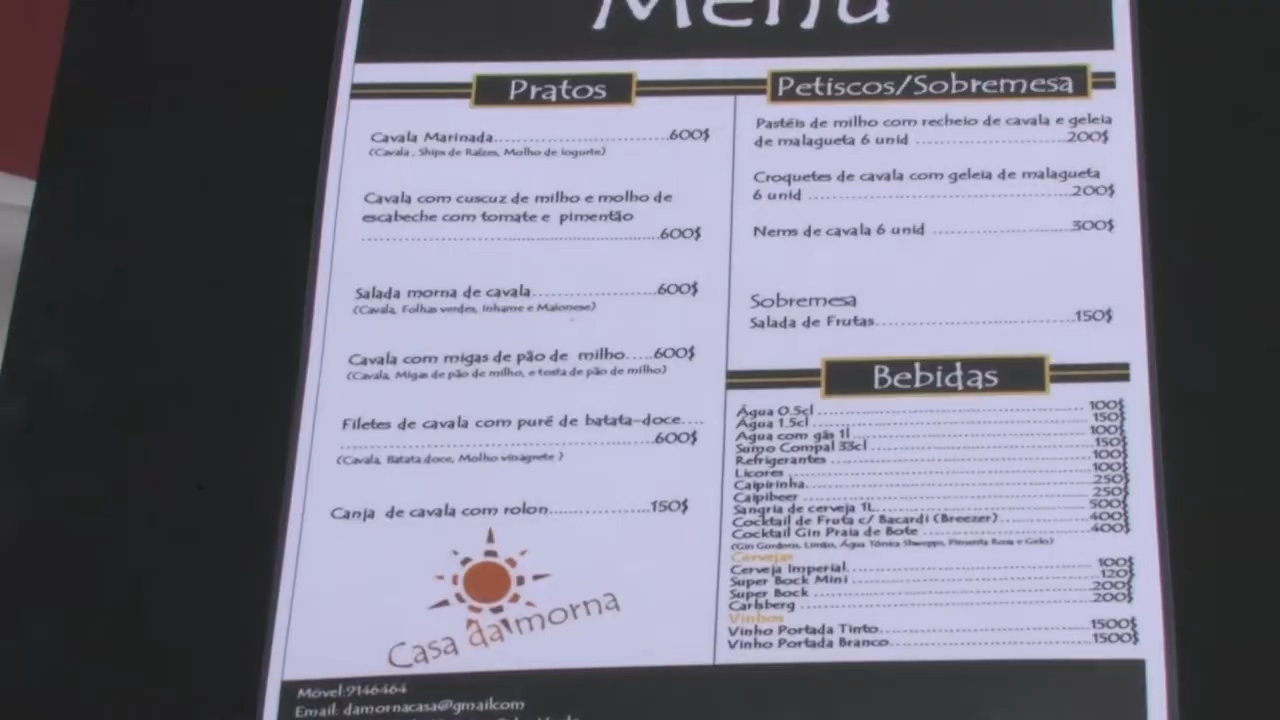 Menu
Pratos
Cavala Marinada..............................600$
(Cavala , Ships de Raízes, Molho de iogurte)
Cavala com cuscuz de milho e molho de
escabeche com tomate e pimentão
..............................600$
Salada morna de cavala......................600$
(Cavala, Folhas verdes, Inhame e Maionese)
Cavala com migas de pão de milho.....600$
(Cavala, Migas de pão de milho, e tosta de pão de milho)
Filetes de cavala com puré de batata-doce....
..............................600$
(Cavala, Batata doce, Molho vinagrete )
Canja de cavala com rolon..................150$
Casa da morna
Petiscos/Sobremesa
Pastéis de milho com recheio de cavala e geleia
de malagueta 6 unid ..............................200$
Croquetes de cavala com geleia de malagueta
6 unid ..............................200$
Nems de cavala 6 unid ..............................300$
Sobremesa
Salada de Frutas..............................150$
Bebidas
Água 0.5cl..............................100$
Água 1.5cl..............................150$
Água com gás 1l..............................100$
Sumo Compal 33cl..............................150$
Refrigerantes ..............................100$
Licores ..............................100$
Caipirinha..............................250$
Caipibeer ..............................250$
Sangria de cerveja 1L..............................500$
Cocktail de Fruta c/ Bacardi (Breezer)....................400$
Cocktail Gin Praia de Bote ..............................400$
(Gin Gordons, Limão, Água Tónica Shwepps, Pimenta Rosa e Gelo)
Cervejas
Cerveja Imperial..............................100$
Super Bock Mini ..............................120$
Super Bock ..............................200$
Carlsberg ..............................200$
Vinhos
Vinho Portada Tinto..............................1500$
Vinho Portada Branco..............................1500$
Movel:9146464
Email: damornacasa@gmailcom